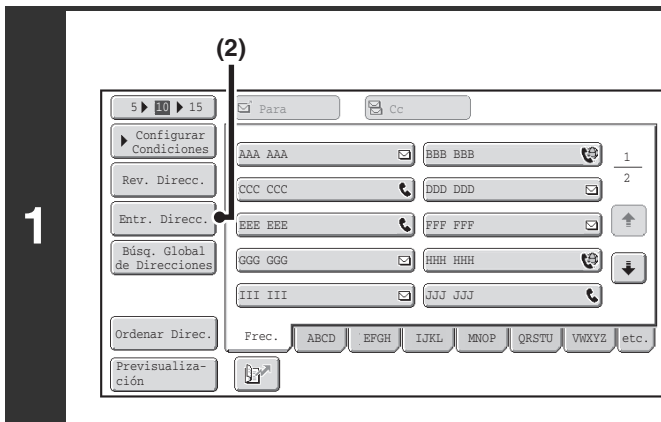 1
(2)
5 10 15
Para
Cc
Configurar
Condiciones
Rev. Direcc.
Entr. Direcc.
Búsq. Global
de Direcciones
Ordenar Direc.
Previsualiza-
ción
AAA AAA
BBB BBB
CCC CCC
DDD DDD
EEE EEE
FFF FFF
GGG GGG
HHH HHH
III III
JJJ JJJ
1
2
Frec.
ABCD
EFGH
IJKL
MNOP
QRSTU
VWXYZ
etc.